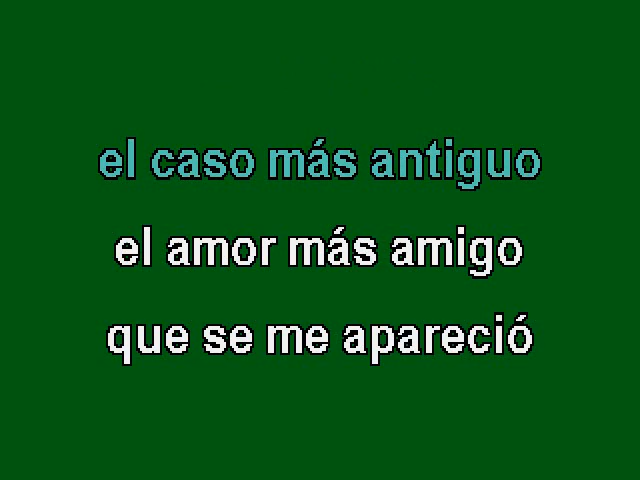 el caso más antiguo
el amor más amigo
que se me apareció